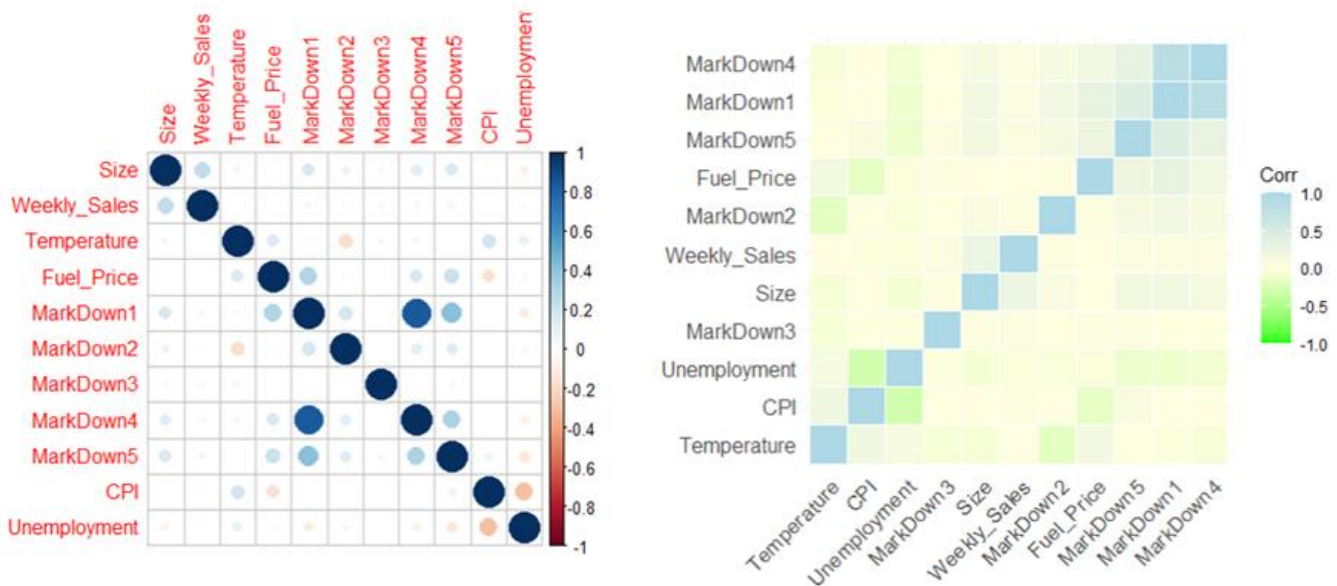 Size
Weekly_Sales
Temperature
Fuel_Price
MarkDown1
MarkDown2
MarkDown3
MarkDown4
MarkDown5
CPI
Unemployment
Size
Weekly_Sales
Temperature
Fuel_Price
MarkDown1
MarkDown2
MarkDown3
MarkDown4
MarkDown5
CPI
Unemployment
1
0.8
0.6
0.4
0.2
0
-0.2
-0.4
-0.6
-0.8
-1
MarkDown4
MarkDown1
MarkDown5
Fuel_Price
MarkDown2
Weekly_Sales
Size
MarkDown3
Unemployment
CPI
Temperature
Temperature
CPI
Unemployment
MarkDown3
Size
Weekly_Sales
MarkDown2
Fuel_Price
MarkDown5
MarkDown1
MarkDown4
Corr
1.0
0.5
0.0
-0.5
-1.0